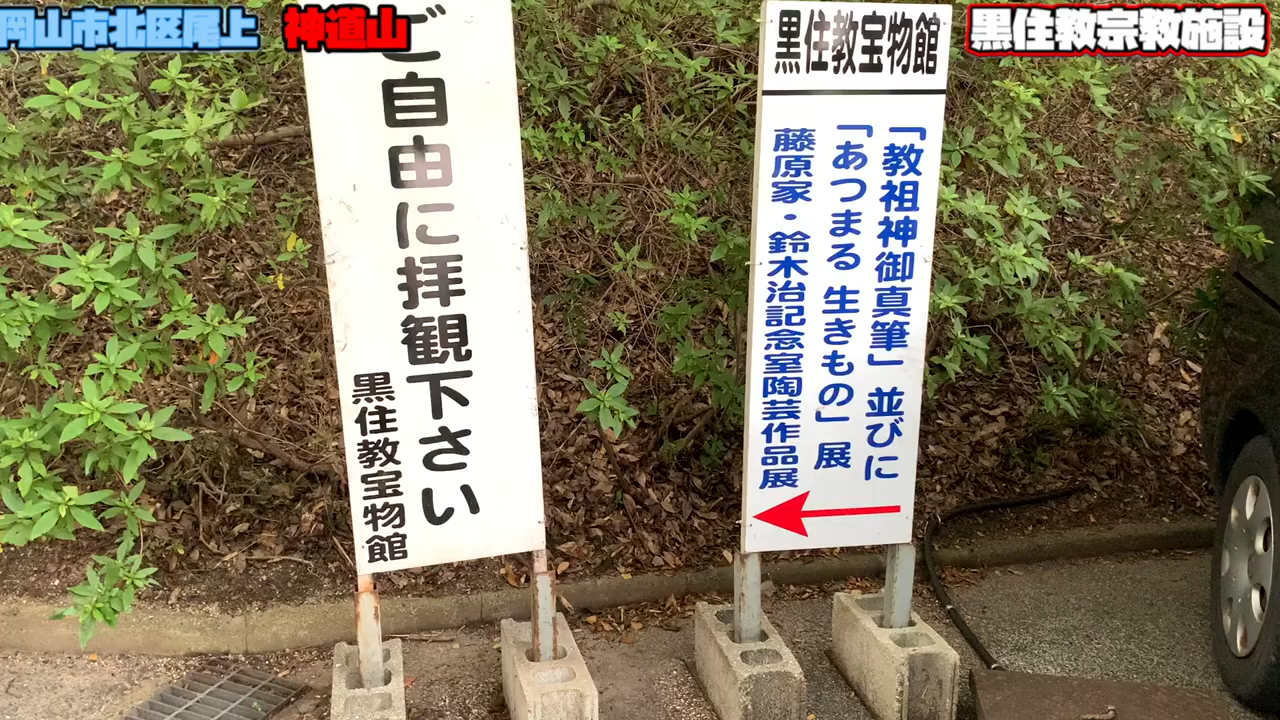 岡山市北区尾上 神道山
黒住教宗教施設
ご自由に拝観下さい
黒住教宝物館
黒住教宝物館
「教祖神御真筆」並びに
「あつまる 生きもの」展
藤原家・鈴木治記念室陶芸作品展